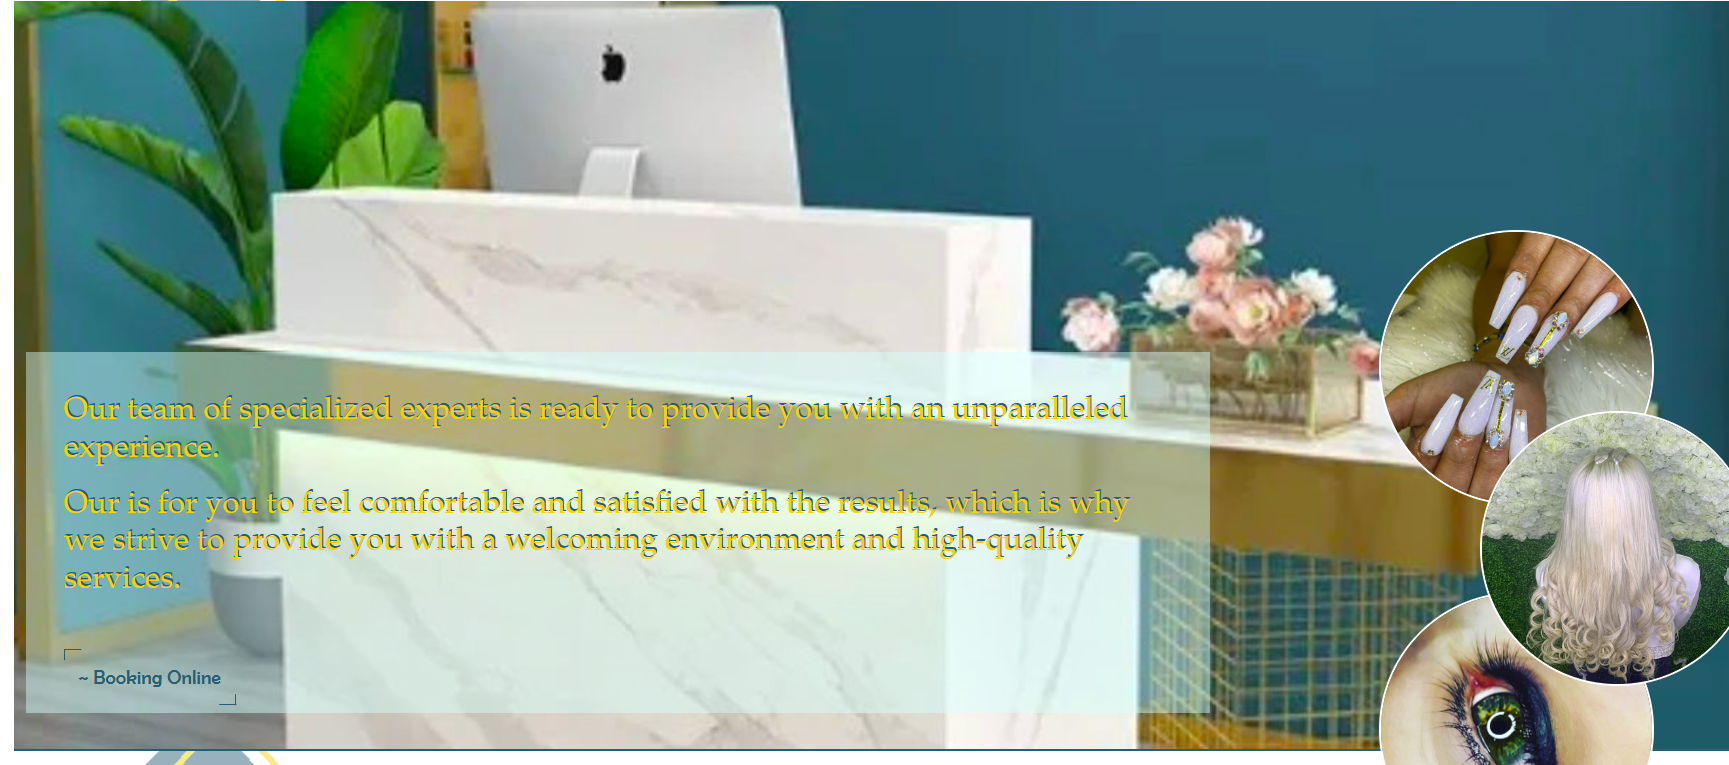 Our team of specialized experts is ready to provide you with an unparalleled
experience.
Our is for you to feel comfortable and satisfied with the results, which is why
we strive to provide you with a welcoming environment and high-quality
services.
~ Booking Online